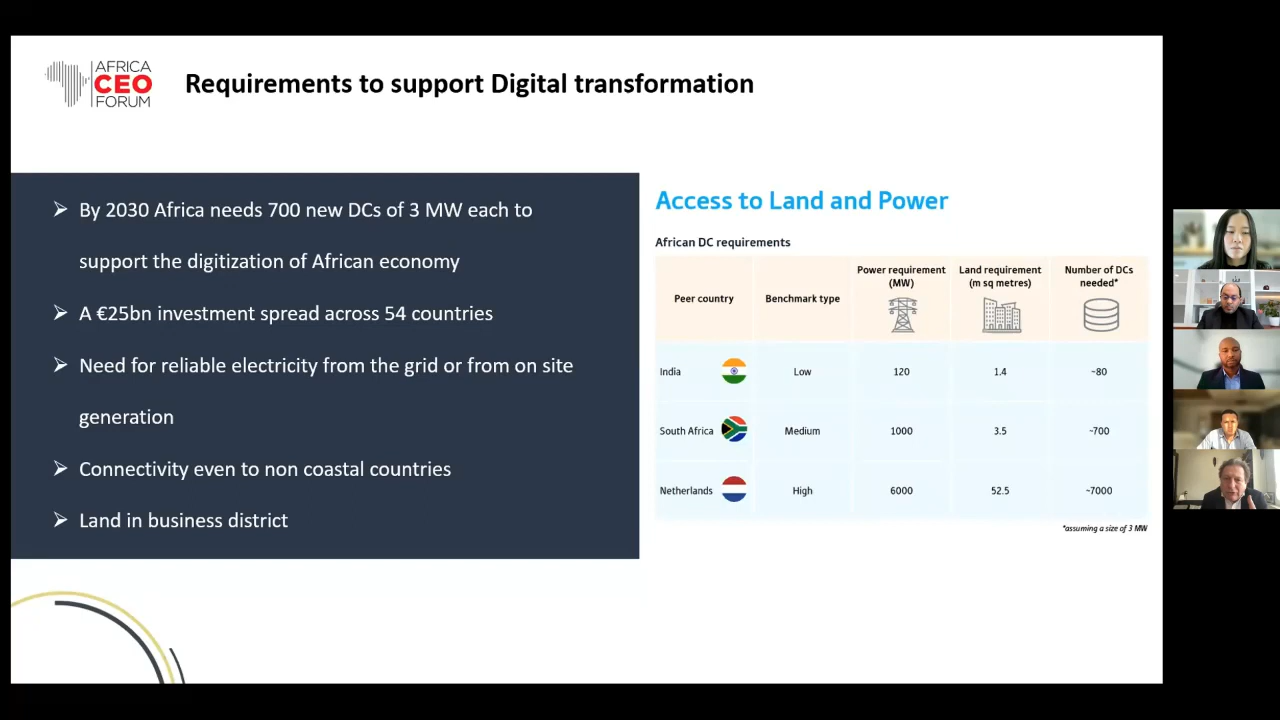 AFRICA
CEO
FORUM
Requirements to support Digital transformation
➢ By 2030 Africa needs 700 new DCs of 3 MW each to
support the digitization of African economy
➢ A €25bn investment spread across 54 countries
➢ Need for reliable electricity from the grid or from on site
generation
➢ Connectivity even to non coastal countries
➢ Land in business district
Access to Land and Power
African DC requirements
Peer country Benchmark type Power requirement (MW) Land requirement (m sq metres) Number of DCs needed*
India Low 120 1.4 ~80
South Africa Medium 1000 3.5 ~700
Netherlands High 6000 52.5 ~7000
*assuming a size of 3 MW